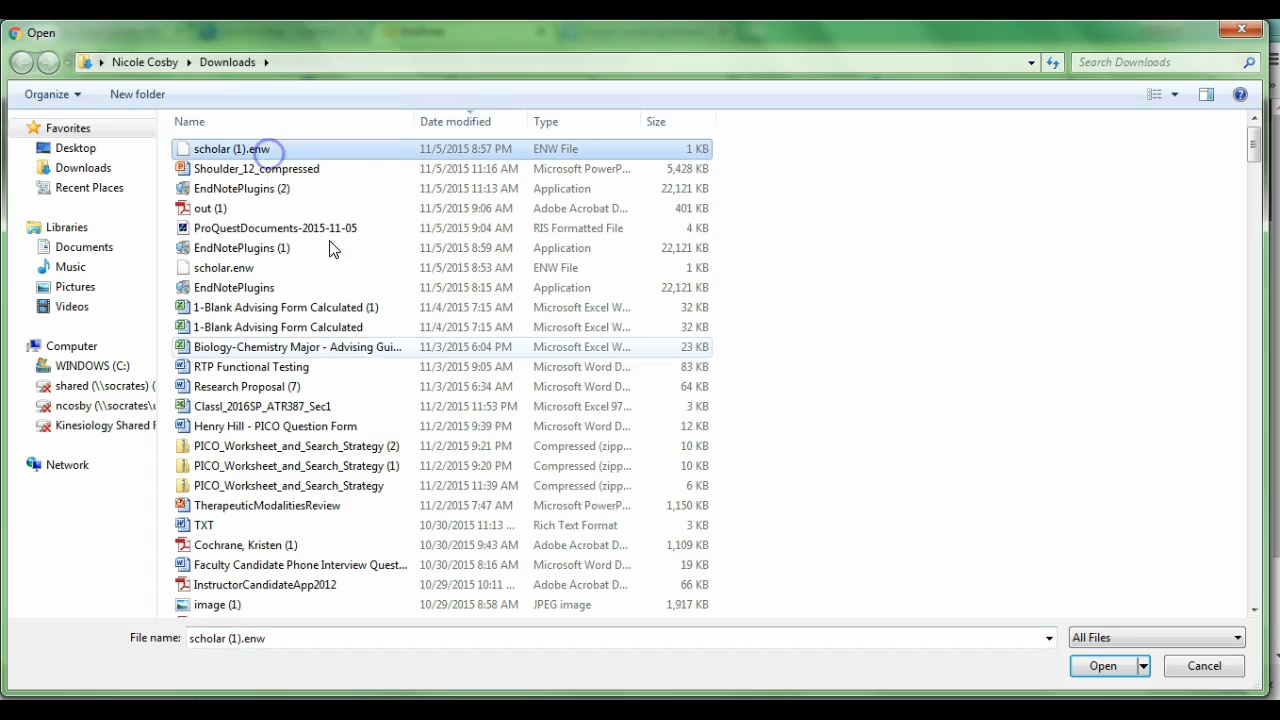 Open
Nicole Cosby Downloads Search Downloads
Organize New folder
Name Date modified Type Size
Favorites
Desktop
Downloads
Recent Places
Libraries
Documents
Music
Pictures
Videos
Computer
WINDOWS (C:)
shared (\\socrates) (
ncosby (\\socrates\u
Kinesiology Shared F
Network
scholar (1).enw 11/5/2015 8:57 PM ENW File 1 KB
Shoulder_12_compressed 11/5/2015 11:16 AM Microsoft PowerP... 5,428 KB
EndNotePlugins (2) 11/5/2015 11:13 AM Application 22,121 KB
out (1) 11/5/2015 9:06 AM Adobe Acrobat D... 401 KB
ProQuestDocuments-2015-11-05 11/5/2015 9:04 AM RIS Formatted File 4 KB
EndNotePlugins (1) 11/5/2015 8:59 AM Application 22,121 KB
scholar.enw 11/5/2015 8:53 AM ENW File 1 KB
EndNotePlugins 11/5/2015 8:15 AM Application 22,121 KB
1-Blank Advising Form Calculated (1) 11/4/2015 7:15 AM Microsoft Excel W... 32 KB
1-Blank Advising Form Calculated 11/4/2015 7:15 AM Microsoft Excel W... 32 KB
Biology-Chemistry Major - Advising Gui... 11/3/2015 6:04 PM Microsoft Excel W... 23 KB
RTP Functional Testing 11/3/2015 9:05 AM Microsoft Word D... 83 KB
Research Proposal (7) 11/3/2015 6:34 AM Microsoft Word D... 64 KB
Classl_2016SP_ATR387_Sec1 11/2/2015 11:53 PM Microsoft Excel 97... 3 KB
Henry Hill - PICO Question Form 11/2/2015 9:39 PM Microsoft Word D... 12 KB
PICO_Worksheet_and_Search_Strategy (2) 11/2/2015 9:21 PM Compressed (zipp... 10 KB
PICO_Worksheet_and_Search_Strategy (1) 11/2/2015 9:20 PM Compressed (zipp... 10 KB
PICO_Worksheet_and_Search_Strategy 11/2/2015 11:39 AM Compressed (zipp... 6 KB
TherapeuticModalitiesReview 11/2/2015 7:47 AM Microsoft PowerP... 1,150 KB
TXT 10/30/2015 11:13 ... Rich Text Format 3 KB
Cochrane, Kristen (1) 10/30/2015 9:43 AM Adobe Acrobat D... 1,109 KB
Faculty Candidate Phone Interview Quest... 10/30/2015 8:16 AM Microsoft Word D... 19 KB
InstructorCandidateApp2012 10/29/2015 10:11 ... Adobe Acrobat D... 66 KB
image (1) 10/29/2015 8:58 AM JPEG image 1,917 KB
File name: scholar (1).enw All Files
Open Cancel